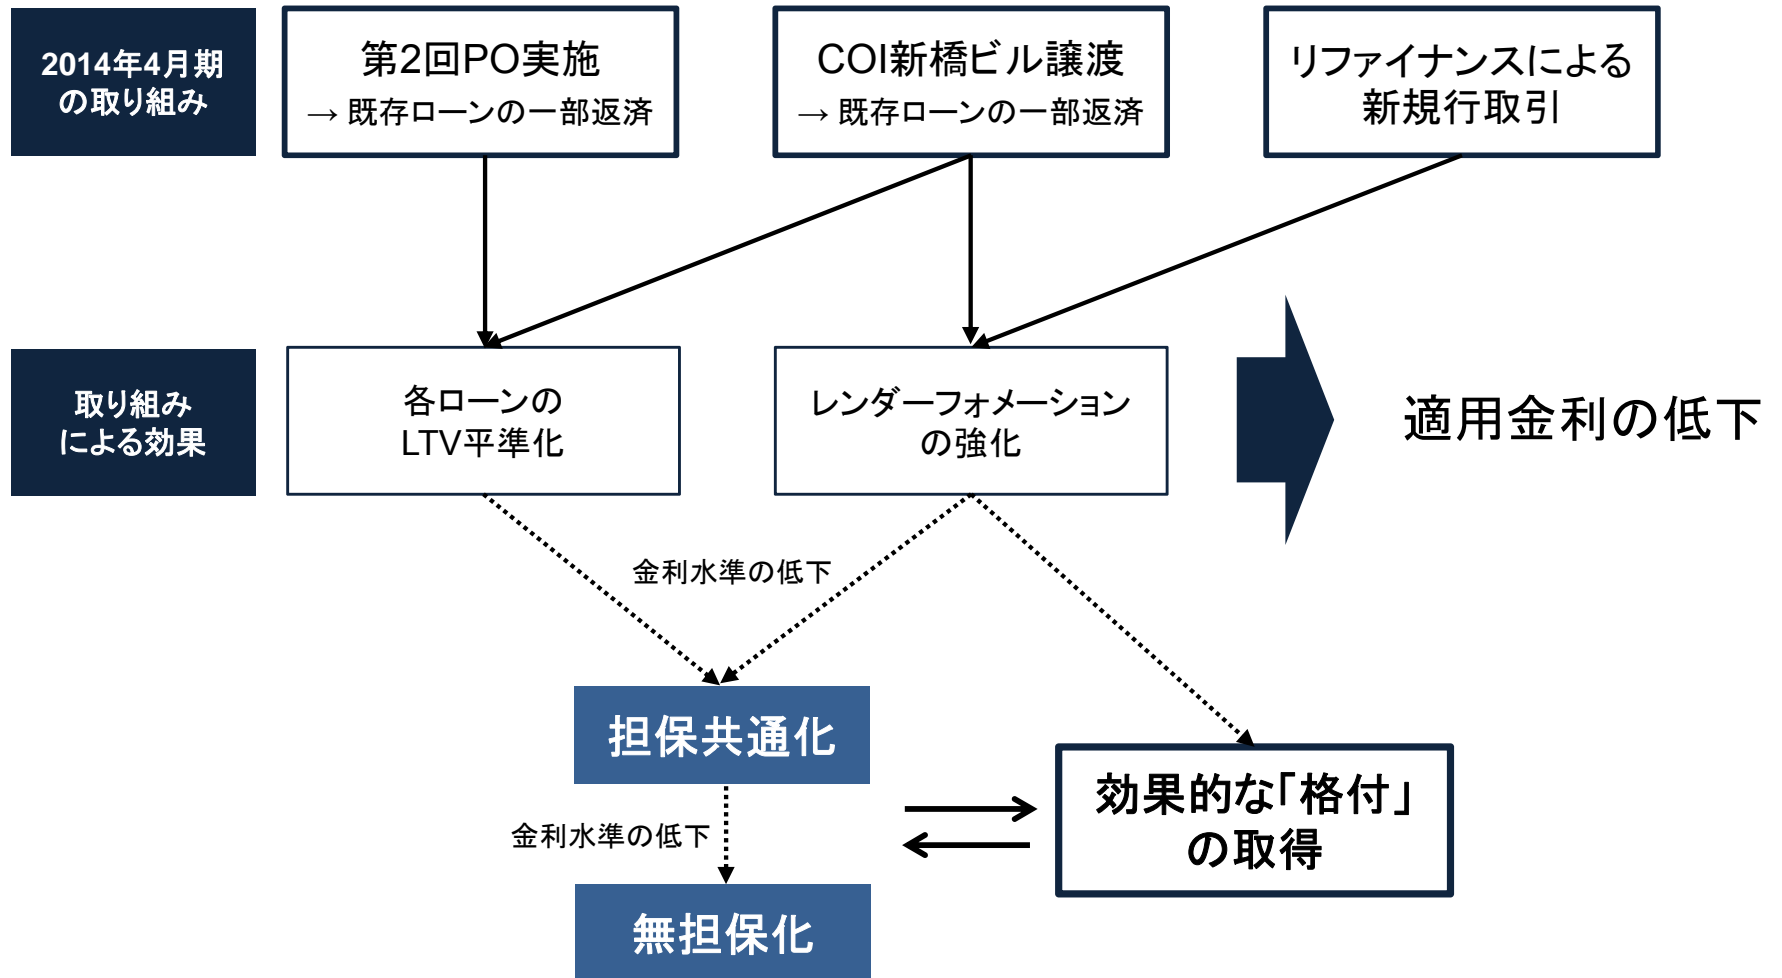 2014年4月期
の取り組み
第2回PO実施
→ 既存ローンの一部返済
COI新橋ビル譲渡
→ 既存ローンの一部返済
リファイナンスによる
新規行取引
取り組み
による効果
各ローンの
LTV平準化
レンダーフォメーション
の強化
適用金利の低下
金利水準の低下
担保共通化
効果的な「格付」
の取得
金利水準の低下
無担保化